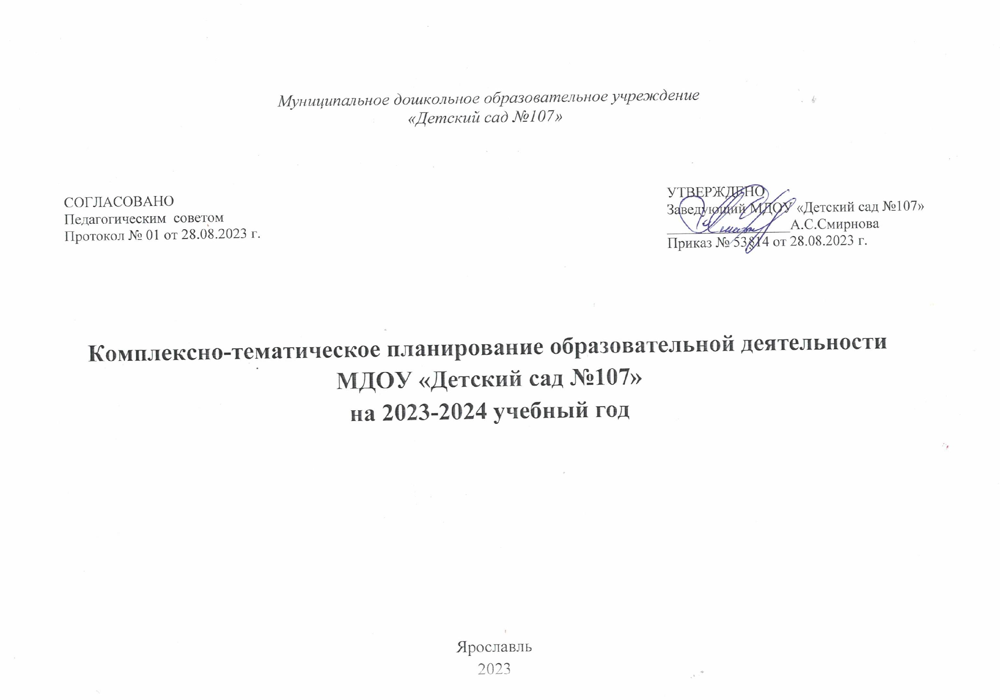 Муниципальное дошкольное образовательное учреждение
«Детский сад №107»
СОГЛАСОВАНО
Педагогическим советом
Протокол № 01 от 28.08.2023 г.
УТВЕРЖДЕНО
Заведующий МДОУ «Детский сад №107»
А.С.Смирнова
Приказ № 53814 от 28.08.2023 г.
Комплексно-тематическое планирование образовательной деятельности
МДОУ «Детский сад №107»
на 2023-2024 учебный год
Ярославль
2023